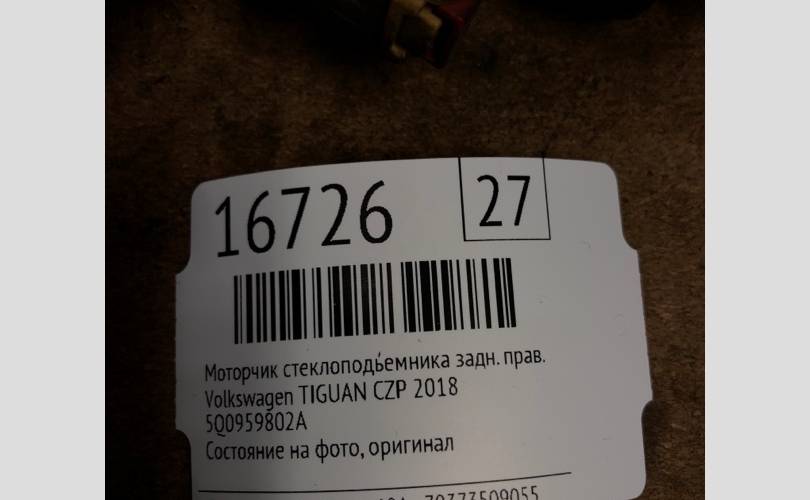 16726
27
Моторчик стеклоподъемника задн. прав.
Volkswagen TIGUAN CZP 2018
5Q0959802A
Состояние на фото, оригинал